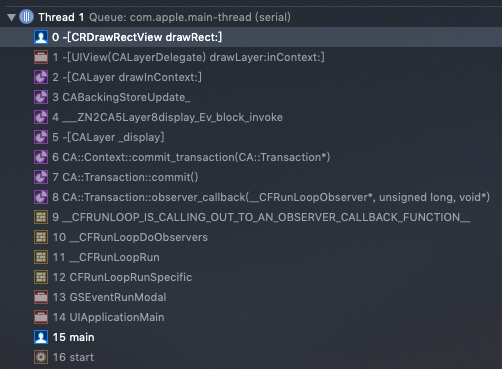 Thread 1 Queue: com.apple.main-thread (serial)
0 -[CRDrawRectView drawRect:]
1 -[UIView(CALayerDelegate) drawLayer:inContext:]
2 -[CALayer drawInContext:]
3 CABackingStoreUpdate_
4 ___ZN2CA5Layer8display_Ev_block_invoke
5 -[CALayer _display]
6 CA::Context::commit_transaction(CA::Transaction*)
7 CA::Transaction::commit()
8 CA::Transaction::observer_callback(__CFRunLoopObserver*, unsigned long, void*)
9 __CFRUNLOOP_IS_CALLING_OUT_TO_AN_OBSERVER_CALLBACK_FUNCTION__
10 __CFRunLoopDoObservers
11 __CFRunLoopRun
12 CFRunLoopRunSpecific
13 GSEventRunModal
14 UIApplicationMain
15 main
16 start